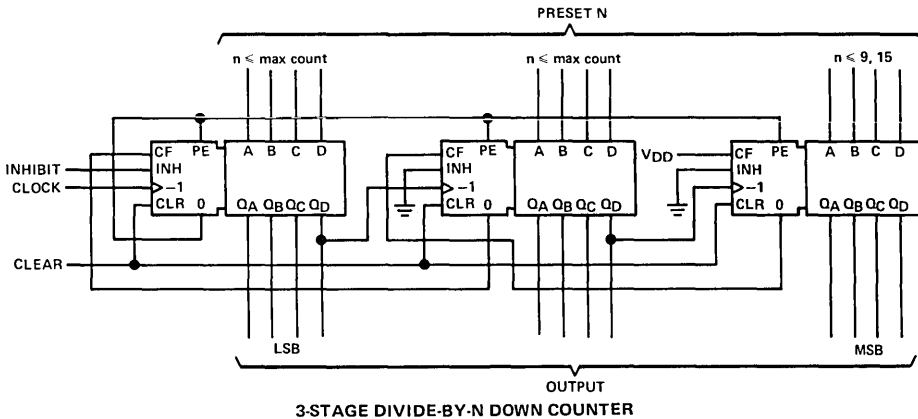 PRESET N
n ≤ max count
n ≤ max count
n ≤ 9, 15
CF PE A B C D
INHIBIT INH
CLOCK −1
CLR 0 QA QB QC QD
CF PE A B C D
INH
−1
CLR 0 QA QB QC QD
VDD CF PE A B C D
INH
−1
CLR 0 QA QB QC QD
CLEAR
LSB
MSB
OUTPUT
3-STAGE DIVIDE-BY-N DOWN COUNTER